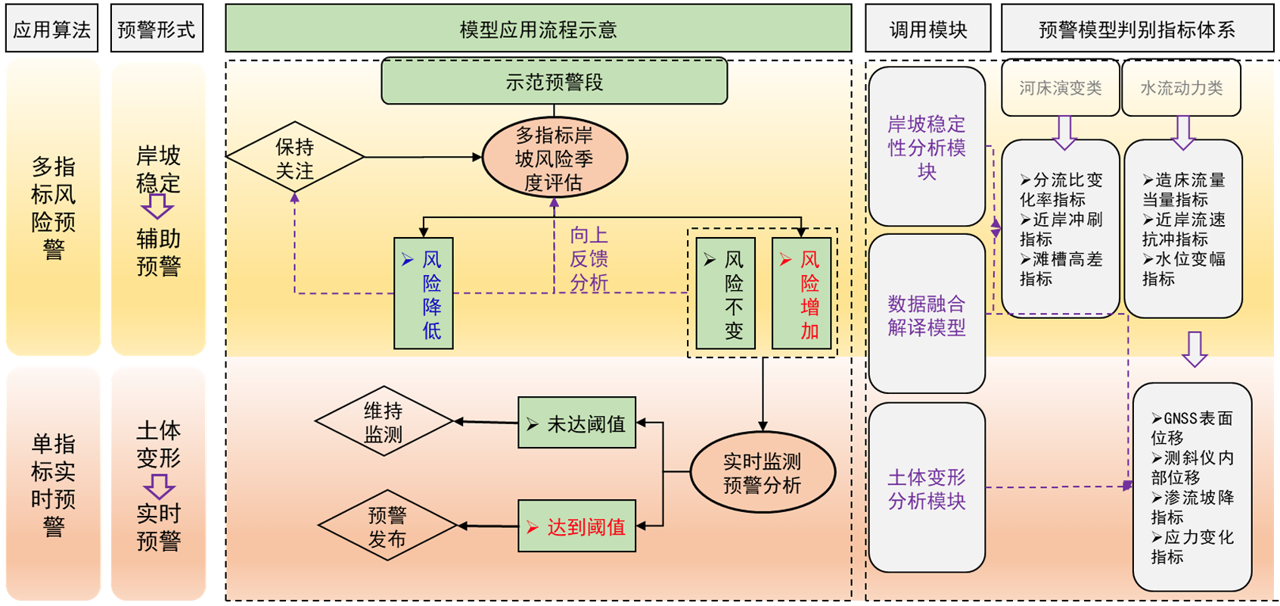 应用算法
预警形式
模型应用流程示意
调用模块
预警模型判别指标体系
多指
标风
险预
警
岸坡
稳定
辅助
预警
示范预警段
保持
关注
多指标岸
坡风险季
度评估
向上
反馈
分析
➢ 风
险
降
低
➢ 风
险
不
变
➢ 风
险
增
加
岸坡稳定
性分析模
块
数据融合
解译模型
河床演变类
水流动力类
➢分流比变
化率指标
➢近岸冲刷
指标
➢滩槽高差
指标
➢造床流量
当量指标
➢近岸流速
抗冲指标
➢水位变幅
指标
单指
标实
时预
警
土体
变形
实时
预警
维持
监测
➢ 未达阈值
预警
发布
➢ 达到阈值
实时监测
预警分析
土体变形
分析模块
➢GNSS表面
位移
➢测斜仪内
部位移
➢渗流坡降
指标
➢应力变化
指标